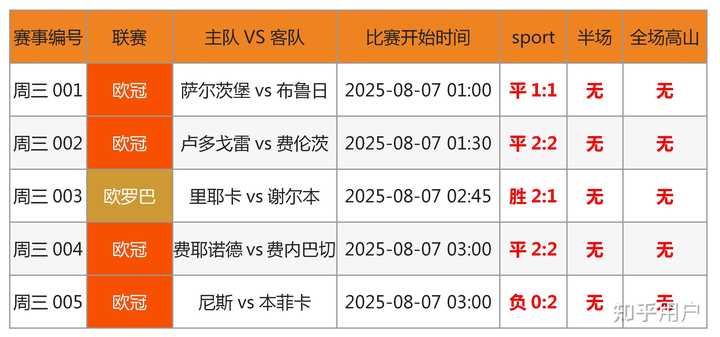 赛事编号 联赛 主队 VS 客队 比赛开始时间 sport 半场 全场高山
周三 001 欧冠 萨尔茨堡 vs 布鲁日 2025-08-07 01:00 平 1:1 无 无
周三 002 欧冠 卢多戈雷 vs 费伦茨 2025-08-07 01:30 平 2:2 无 无
周三 003 欧罗巴 里耶卡 vs 谢尔本 2025-08-07 02:45 胜 2:1 无 无
周三 004 欧冠 费耶诺德 vs 费内巴切 2025-08-07 03:00 平 2:2 无 无
周三 005 欧冠 尼斯 vs 本菲卡 2025-08-07 03:00 负 0:2 无 无
知乎用户